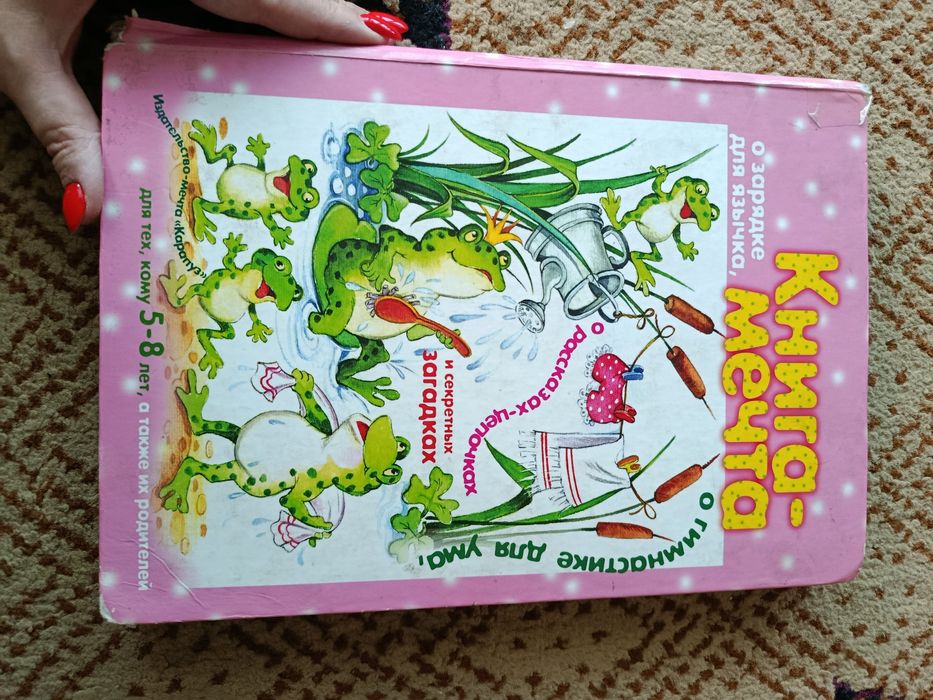 Книга-
мечта
о зарядке
для язычка,
о гимнастике для ума,
о рассказах-цепочках
и секретных
загадках
Издательство-мечта «Карапуз»
для тех, кому 5-8 лет, а также их родителей